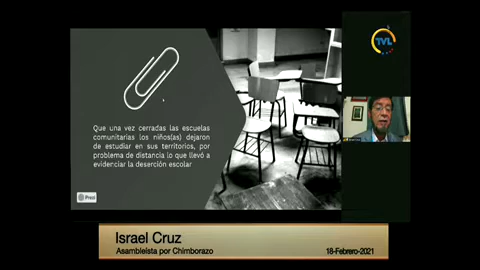 TVL
Que una vez cerradas las escuelas
comunitarias los niños(as) dejaron
de estudiar en sus territorios, por
problema de distancia lo que llevó a
evidenciar la deserción escolar
Prezi
Israel Cruz
Asambleista por Chimborazo
18-Febrero-2021